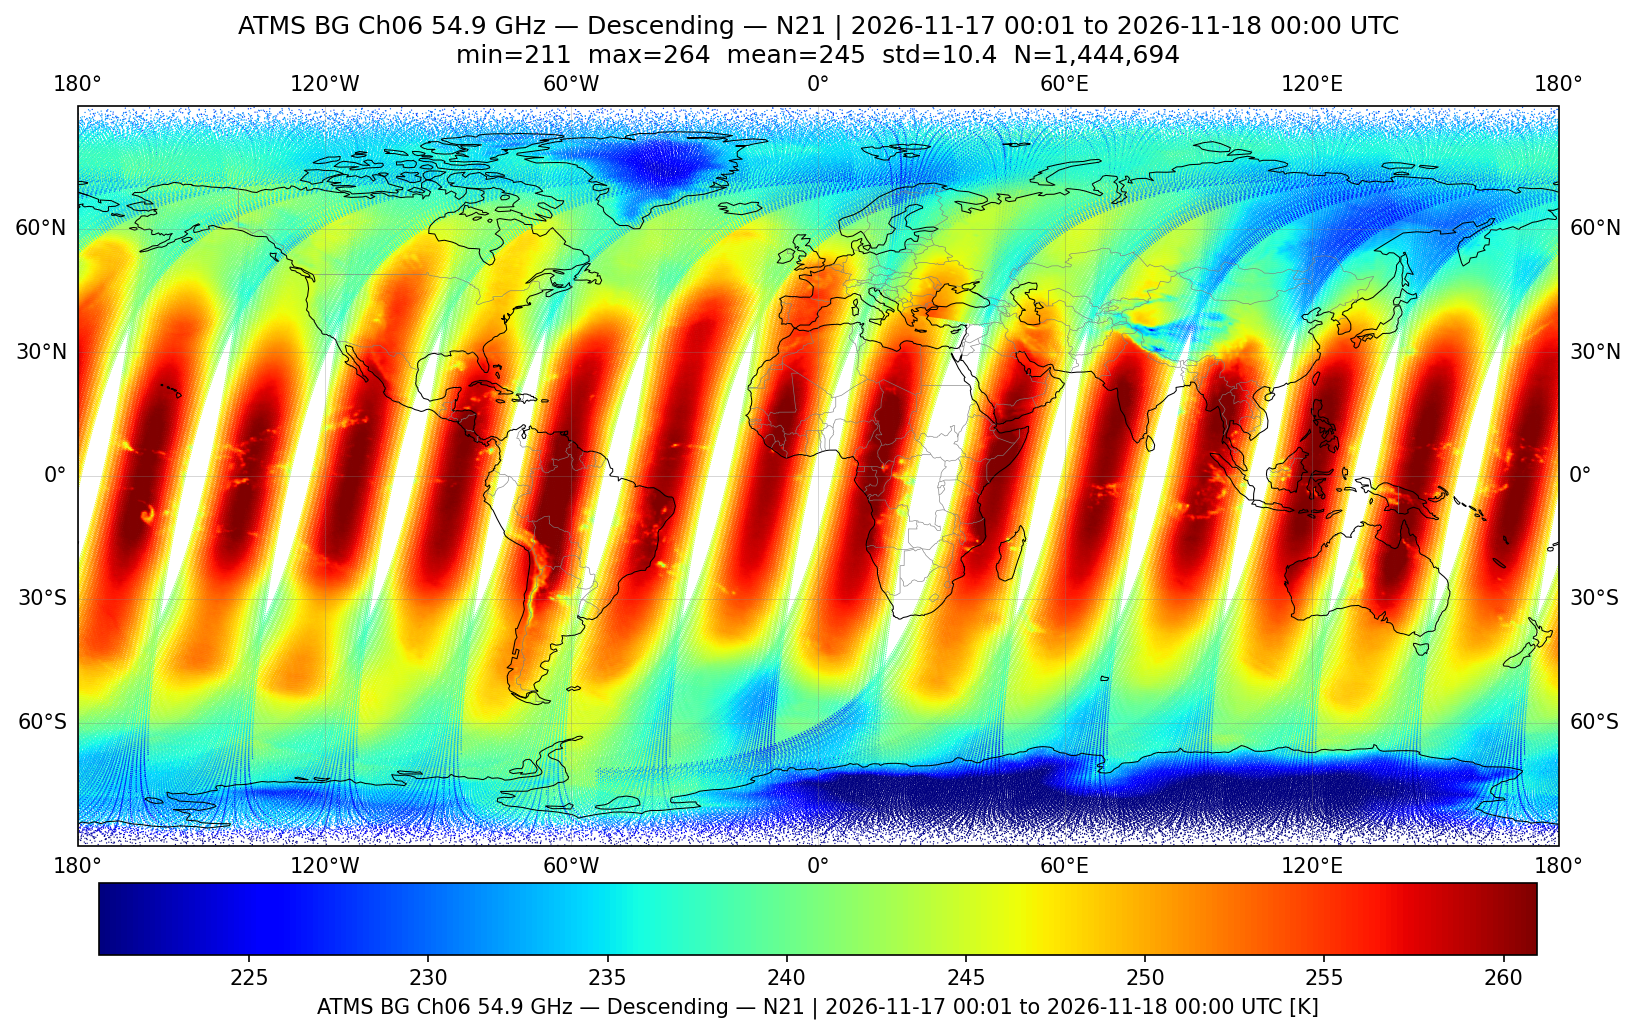 ATMS BG Ch06 54.9 GHz — Descending — N21 | 2026-11-17 00:01 to 2026-11-18 00:00 UTC
min=211 max=264 mean=245 std=10.4 N=1,444,694
180° 120°W 60°W 0° 60°E 120°E 180°
60°N 60°N
30°N 30°N
0° 0°
30°S 30°S
60°S 60°S
180° 120°W 60°W 0° 60°E 120°E 180°
225 230 235 240 245 250 255 260
ATMS BG Ch06 54.9 GHz — Descending — N21 | 2026-11-17 00:01 to 2026-11-18 00:00 UTC [K]